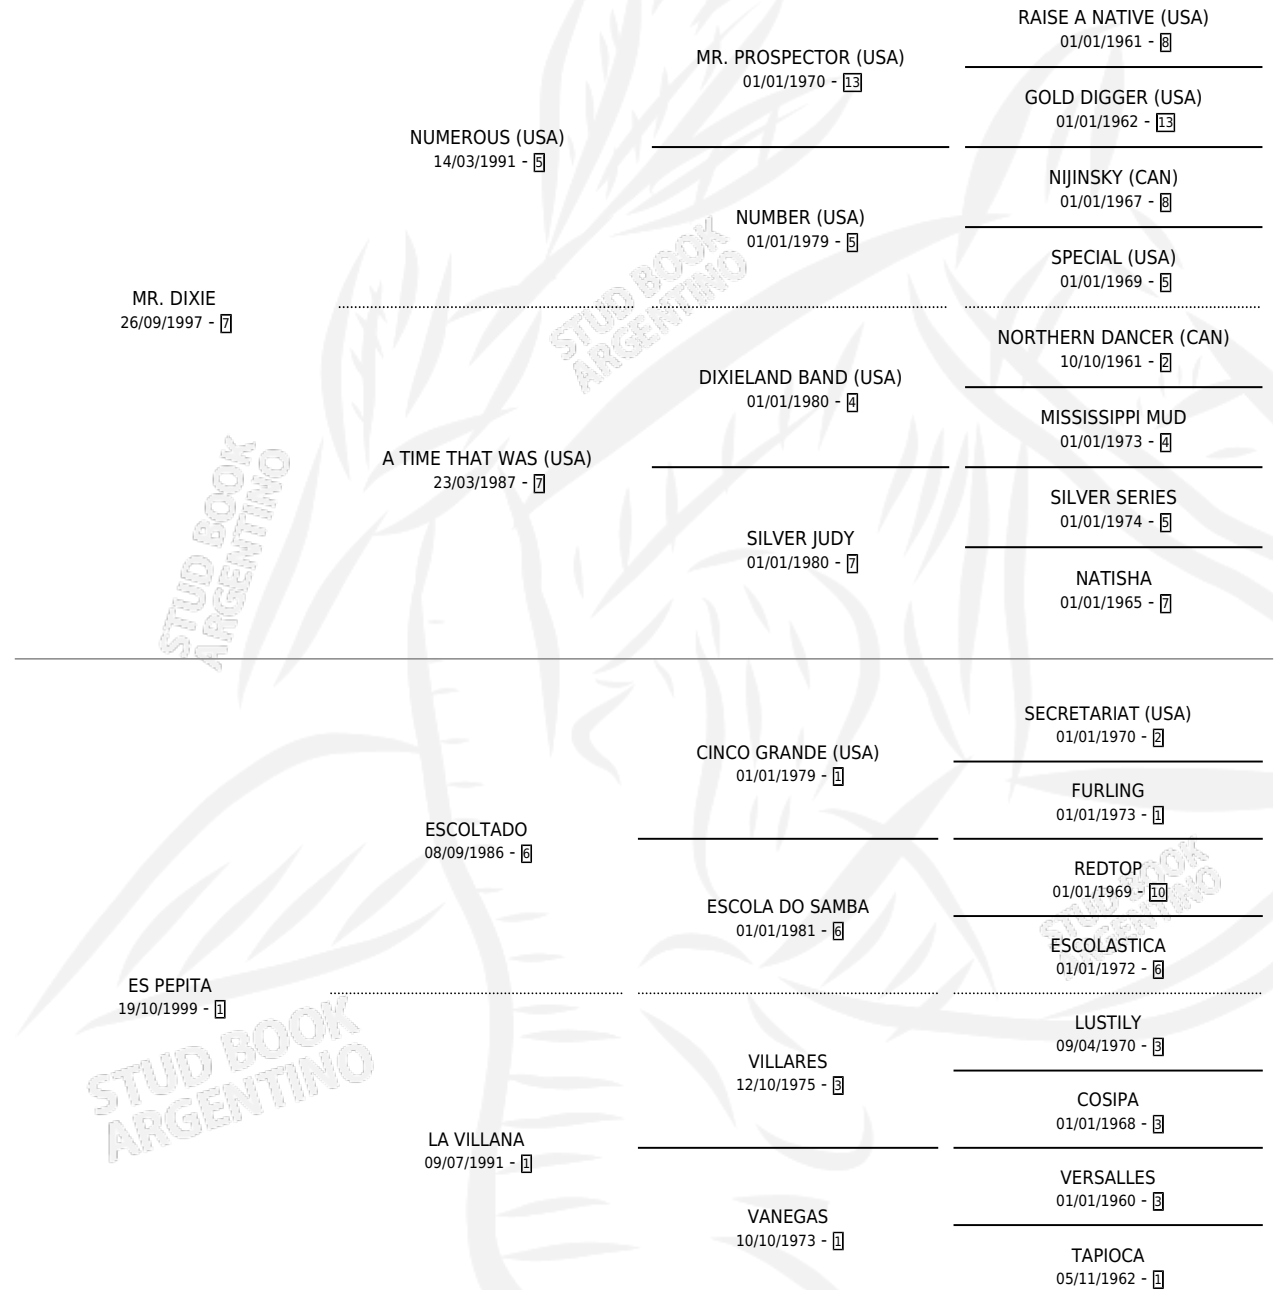 RAISE A NATIVE (USA)
01/01/1961 - 8
MR. PROSPECTOR (USA)
01/01/1970 - 13
GOLD DIGGER (USA)
01/01/1962 - 13
NUMEROUS (USA)
14/03/1991 - 5
NIJINSKY (CAN)
01/01/1967 - 8
NUMBER (USA)
01/01/1979 - 5
SPECIAL (USA)
01/01/1969 - 5
MR. DIXIE
26/09/1997 - 7
NORTHERN DANCER (CAN)
10/10/1961 - 2
DIXIELAND BAND (USA)
01/01/1980 - 4
MISSISSIPPI MUD
01/01/1973 - 4
A TIME THAT WAS (USA)
23/03/1987 - 7
SILVER SERIES
01/01/1974 - 5
SILVER JUDY
01/01/1980 - 7
NATISHA
01/01/1965 - 7
SECRETARIAT (USA)
01/01/1970 - 2
CINCO GRANDE (USA)
01/01/1979 - 1
FURLING
01/01/1973 - 1
ESCOLTADO
08/09/1986 - 6
REDTOP
01/01/1969 - 10
ESCOLA DO SAMBA
01/01/1981 - 6
ESCOLASTICA
01/01/1972 - 6
ES PEPITA
19/10/1999 - 1
LUSTILY
09/04/1970 - 3
VILLARES
12/10/1975 - 3
COSIPA
01/01/1968 - 3
LA VILLANA
09/07/1991 - 1
VERSALLES
01/01/1960 - 3
VANEGAS
10/10/1973 - 1
TAPIOCA
05/11/1962 - 1
STUD BOOK
ARGENTINO
STUD BOOK
ARGENTINO
STUD BOOK
ARGENTINO
STUD BOOK
ARGENTINO